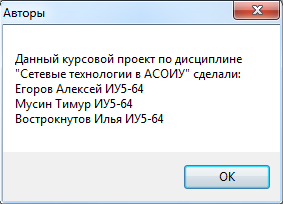 Авторы
Данный курсовой проект по дисциплине
"Сетевые технологии в АСОИУ" сделали:
Егоров Алексей ИУ5-64
Мусин Тимур ИУ5-64
Вострокнутов Илья ИУ5-64
ОК